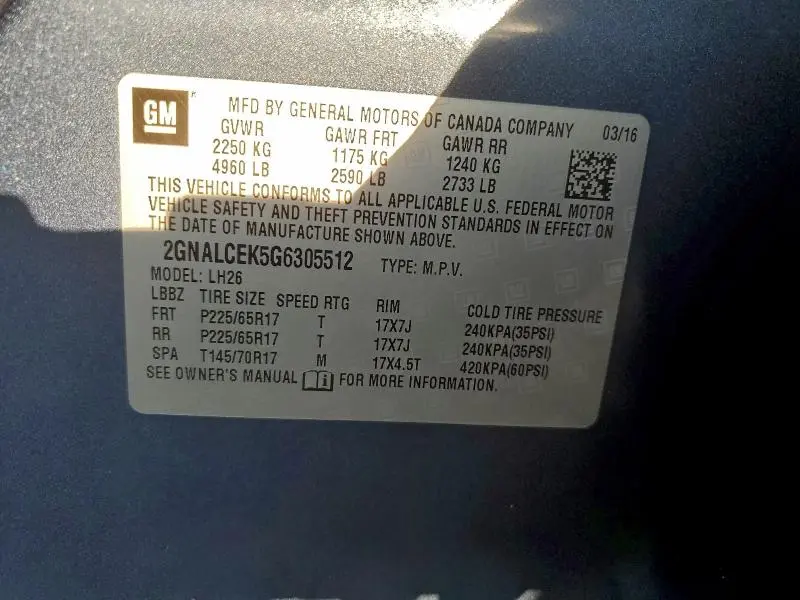 GM MFD BY GENERAL MOTORS OF CANADA COMPANY 03/16
GVWR GAWR FRT GAWR RR
2250 KG 1175 KG 1240 KG
4960 LB 2590 LB 2733 LB
THIS VEHICLE CONFORMS TO ALL APPLICABLE U.S. FEDERAL MOTOR
VEHICLE SAFETY AND THEFT PREVENTION STANDARDS IN EFFECT ON
THE DATE OF MANUFACTURE SHOWN ABOVE.
2GNALCEK5G6305512 TYPE: M.P.V.
MODEL: LH26
LBBZ TIRE SIZE SPEED RTG RIM COLD TIRE PRESSURE
FRT P225/65R17 T 17X7J 240KPA(35PSI)
RR P225/65R17 T 17X7J 240KPA(35PSI)
SPA T145/70R17 M 17X4.5T 420KPA(60PSI)
SEE OWNER'S MANUAL FOR MORE INFORMATION.